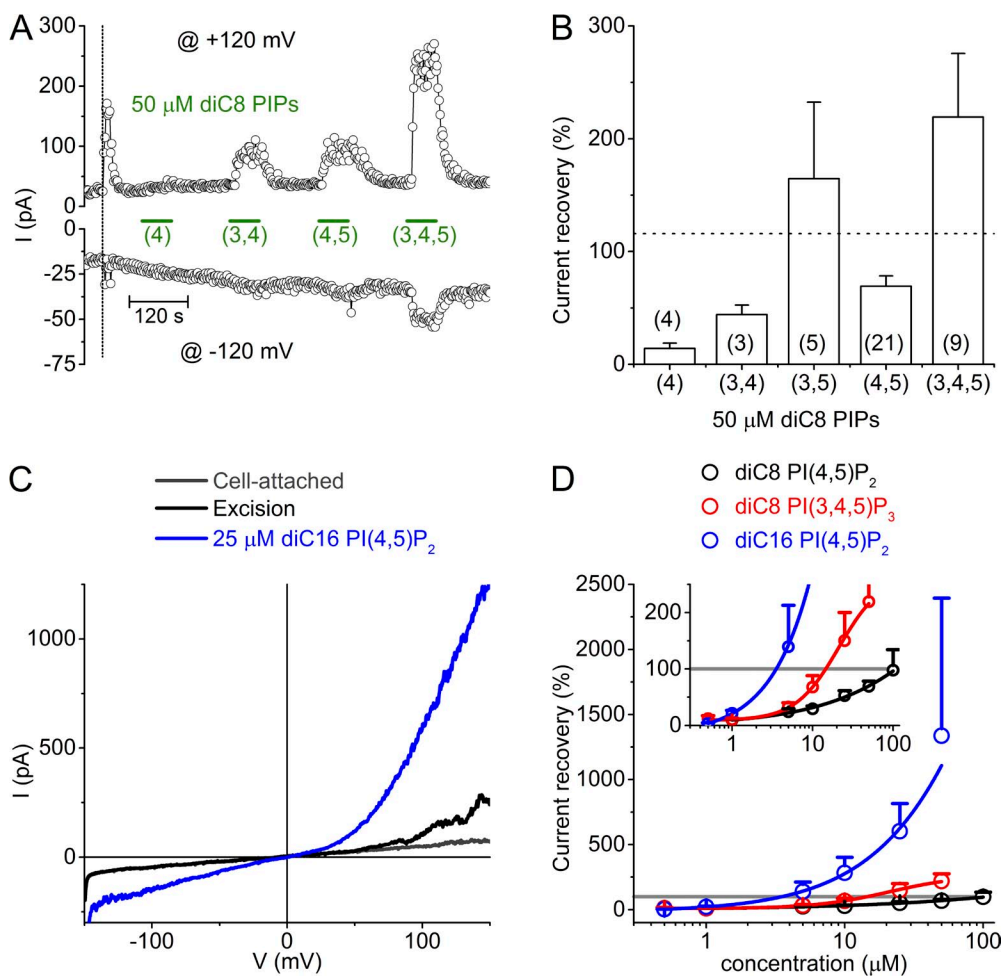 A
@ +120 mV
50 µM diC8 PIPs
I (pA)
300
200
100
0
0
-25
-50
-75
(4)
(3,4)
(4,5)
(3,4,5)
120 s
@ -120 mV
B
Current recovery (%)
300
200
100
0
(4)
(3)
(5)
(21)
(9)
(4)
(3,4)
(3,5)
(4,5)
(3,4,5)
50 µM diC8 PIPs
C
Cell-attached
Excision
25 µM diC16 PI(4,5)P₂
I (pA)
1000
500
0
-100
0
100
V (mV)
D
diC8 PI(4,5)P₂
diC8 PI(3,4,5)P₃
diC16 PI(4,5)P₂
Current recovery (%)
2500
2000
1750
1500
1250
1000
500
250
0
200
100
0
1
10
100
1
10
100
concentration (µM)